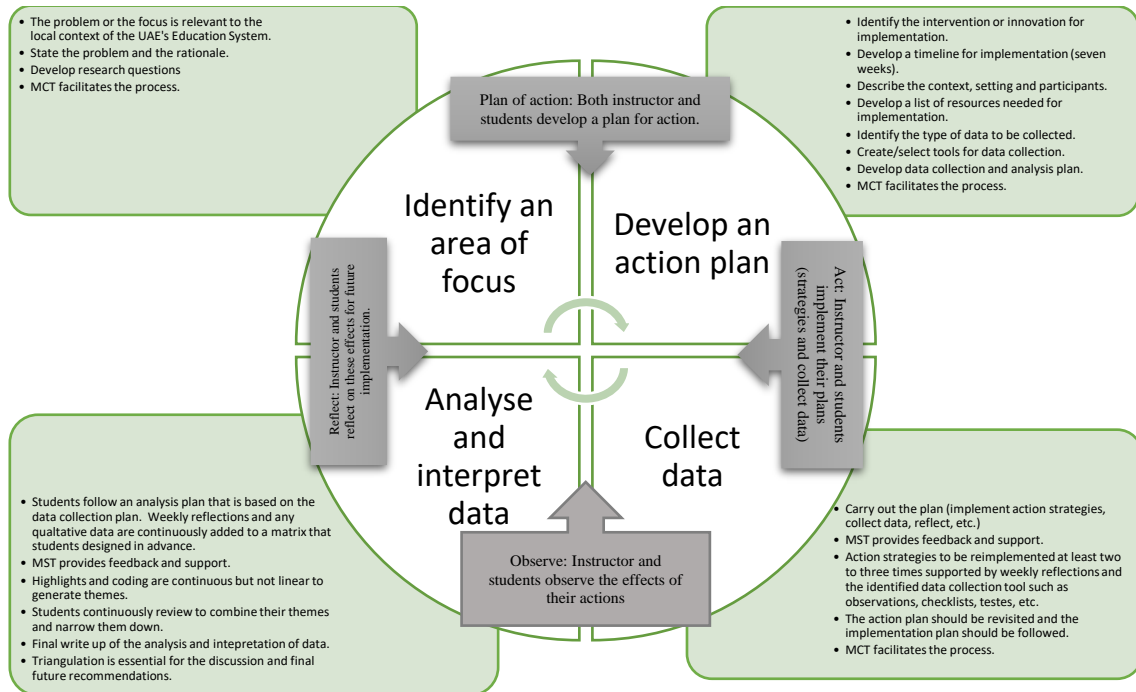 • The problem or the focus is relevant to the
local context of the UAE's Education System.
• State the problem and the rationale.
• Develop research questions
• MCT facilitates the process.
Plan of action: Both instructor and
students develop a plan for action.
• Identify the intervention or innovation for
implementation.
• Develop a timeline for implementation (seven
weeks).
• Describe the context, setting and participants.
• Develop a list of resources needed for
implementation.
• Identify the type of data to be collected.
• Create/select tools for data collection.
• Develop data collection and analysis plan.
• MCT facilitates the process.
Identify an
area of
focus
Develop an
action plan
Reflect: Instructor and students
reflect on these effects for future
implementation.
Act: Instructor and students
implement their plans
(strategies and collect data)
Analyse
and
interpret
data
Collect
data
Observe: Instructor and
students observe the effects of
their actions
• Students follow an analysis plan that is based on the
data collection plan. Weekly reflections and any
qualtative data are continuously added to a matrix that
students designed in advance.
• MST provides feedback and support.
• Highlights and coding are continuous but not linear to
generate themes.
• Students continuously review to combine their themes
and narrow them down.
• Final write up of the analysis and intepretation of data.
• Triangulation is essential for the discussion and final
future recommendations.
• Carry out the plan (implement action strategies,
collect data, reflect, etc.)
• MST provides feedback and support.
• Action strategies to be reimplemented at least two
to three times supported by weekly reflections and
the identified data collection tool such as
observations, checklists, testes, etc.
• The action plan should be revisited and the
implementation plan should be followed.
• MCT facilitates the process.